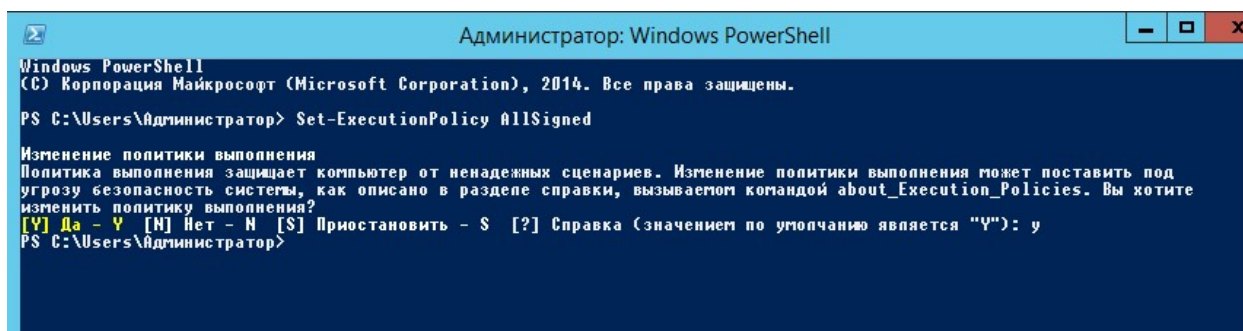 Администратор: Windows PowerShell
Windows PowerShell
(C) Корпорация Майкрософт (Microsoft Corporation), 2014. Все права защищены.
PS C:\Users\Администратор> Set-ExecutionPolicy AllSigned
Изменение политики выполнения
Политика выполнения защищает компьютер от ненадежных сценариев. Изменение политики выполнения может поставить под
угрозу безопасность системы, как описано в разделе справки, вызываемом командой about_Execution_Policies. Вы хотите
изменить политику выполнения?
[Y] Да - Y  [N] Нет - N  [S] Приостановить - S  [?] Справка (значением по умолчанию является "Y"): y
PS C:\Users\Администратор>